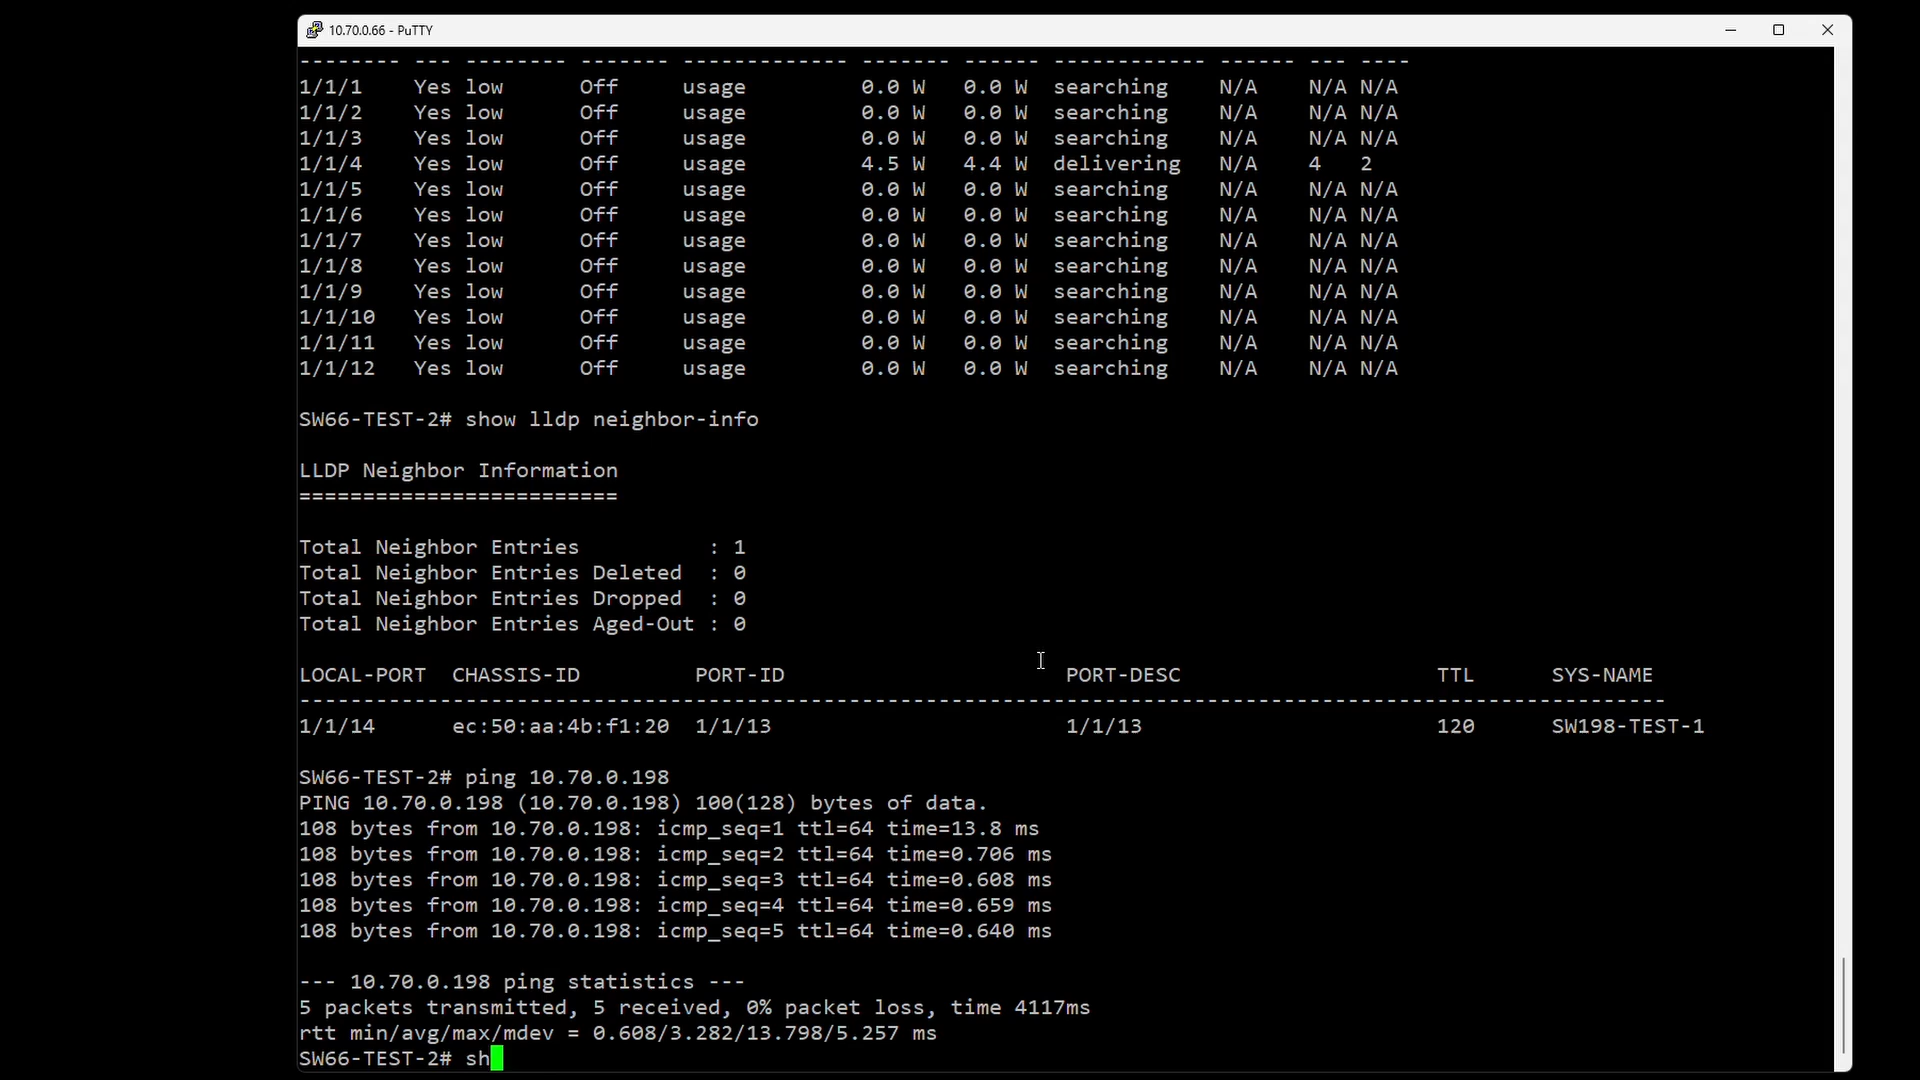 10.70.0.66 - PuTTY
-------- --- -------- ------- ------------- ------- ------ ------------ ------ --- ----
1/1/1    Yes low      Off     usage         0.0 W   0.0 W  searching    N/A    N/A N/A
1/1/2    Yes low      Off     usage         0.0 W   0.0 W  searching    N/A    N/A N/A
1/1/3    Yes low      Off     usage         0.0 W   0.0 W  searching    N/A    N/A N/A
1/1/4    Yes low      Off     usage         4.5 W   4.4 W  delivering   N/A    4   2
1/1/5    Yes low      Off     usage         0.0 W   0.0 W  searching    N/A    N/A N/A
1/1/6    Yes low      Off     usage         0.0 W   0.0 W  searching    N/A    N/A N/A
1/1/7    Yes low      Off     usage         0.0 W   0.0 W  searching    N/A    N/A N/A
1/1/8    Yes low      Off     usage         0.0 W   0.0 W  searching    N/A    N/A N/A
1/1/9    Yes low      Off     usage         0.0 W   0.0 W  searching    N/A    N/A N/A
1/1/10   Yes low      Off     usage         0.0 W   0.0 W  searching    N/A    N/A N/A
1/1/11   Yes low      Off     usage         0.0 W   0.0 W  searching    N/A    N/A N/A
1/1/12   Yes low      Off     usage         0.0 W   0.0 W  searching    N/A    N/A N/A
SW66-TEST-2# show lldp neighbor-info
LLDP Neighbor Information
=========================
Total Neighbor Entries          : 1
Total Neighbor Entries Deleted  : 0
Total Neighbor Entries Dropped  : 0
Total Neighbor Entries Aged-Out : 0
LOCAL-PORT  CHASSIS-ID         PORT-ID                      PORT-DESC                    TTL      SYS-NAME
-----------------------------------------------------------------------------------------------------------
1/1/14      ec:50:aa:4b:f1:20  1/1/13                       1/1/13                       120      SW198-TEST-1
SW66-TEST-2# ping 10.70.0.198
PING 10.70.0.198 (10.70.0.198) 100(128) bytes of data.
108 bytes from 10.70.0.198: icmp_seq=1 ttl=64 time=13.8 ms
108 bytes from 10.70.0.198: icmp_seq=2 ttl=64 time=0.706 ms
108 bytes from 10.70.0.198: icmp_seq=3 ttl=64 time=0.608 ms
108 bytes from 10.70.0.198: icmp_seq=4 ttl=64 time=0.659 ms
108 bytes from 10.70.0.198: icmp_seq=5 ttl=64 time=0.640 ms
--- 10.70.0.198 ping statistics ---
5 packets transmitted, 5 received, 0% packet loss, time 4117ms
rtt min/avg/max/mdev = 0.608/3.282/13.798/5.257 ms
SW66-TEST-2# sh